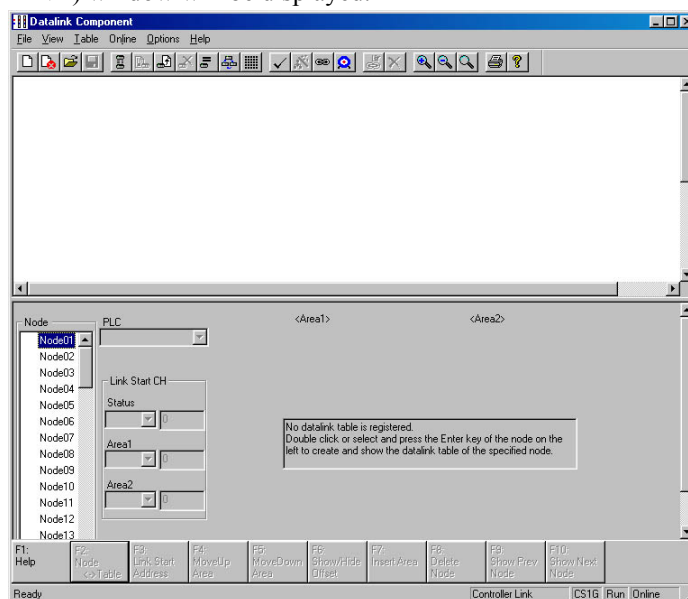 Datalink Component
File View Table Online Options Help
<Area1> <Area2>
Node PLC
Node01
Node02
Node03
Node04
Node05
Node06
Node07
Node08
Node09
Node10
Node11
Node12
Node13
Link Start CH
Status
0
Area1
0
Area2
0
No datalink table is registered.
Double click or select and press the Enter key of the node on the
left to create and show the datalink table of the specified node.
F1:
Help
F2:
Node
<->Table
F3:
Link Start
Address
F4:
MoveUp
Area
F5:
MoveDown
Area
F6:
Show/Hide
Offset
F7:
Insert Area
F8:
Delete
Node
F9:
Show Prev
Node
F10:
Show Next
Node
Ready Controller Link CS1G Run Online